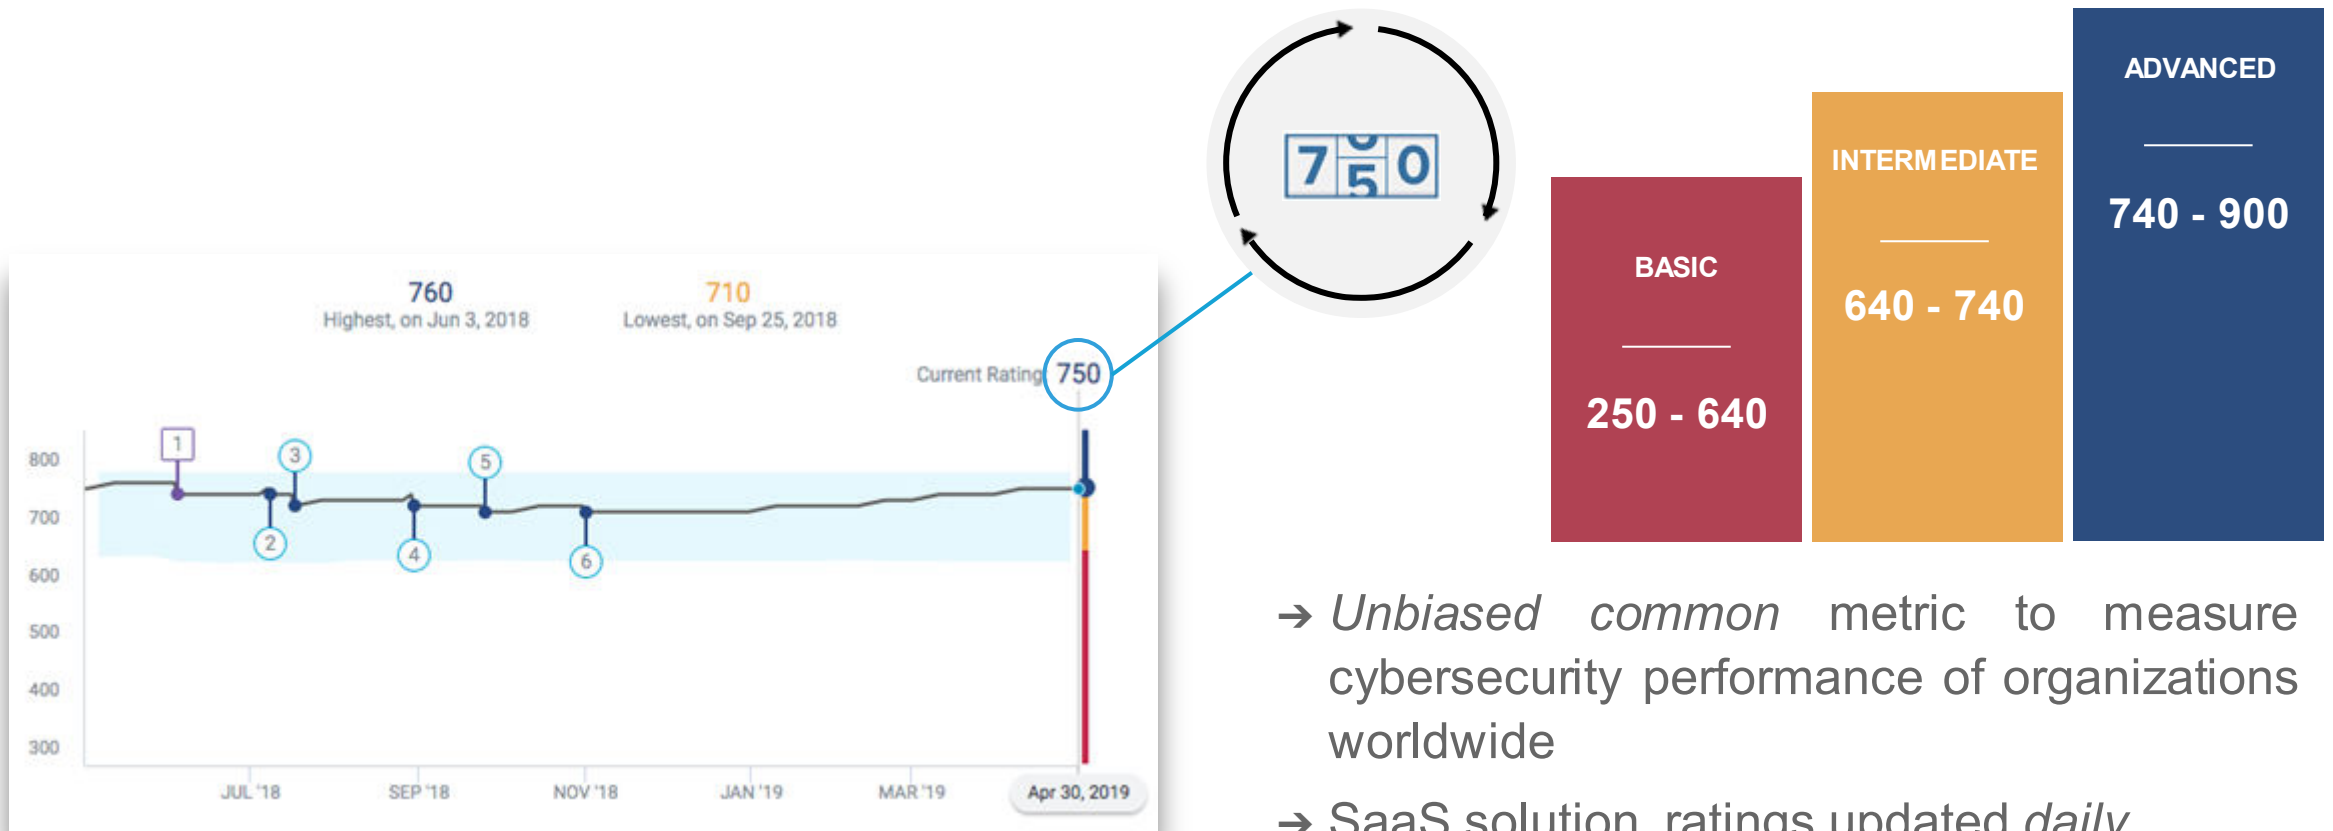 760
Highest, on Jun 3, 2018
710
Lowest, on Sep 25, 2018
Current Rating 750
1
2
3
4
5
6
800
700
600
500
400
300
JUL '18
SEP '18
NOV '18
JAN '19
MAR '19
Apr 30, 2019
750
BASIC
250 - 640
INTERMEDIATE
640 - 740
ADVANCED
740 - 900
➔ Unbiased common metric to measure
cybersecurity performance of organizations
worldwide
➔ SaaS solution, ratings updated daily